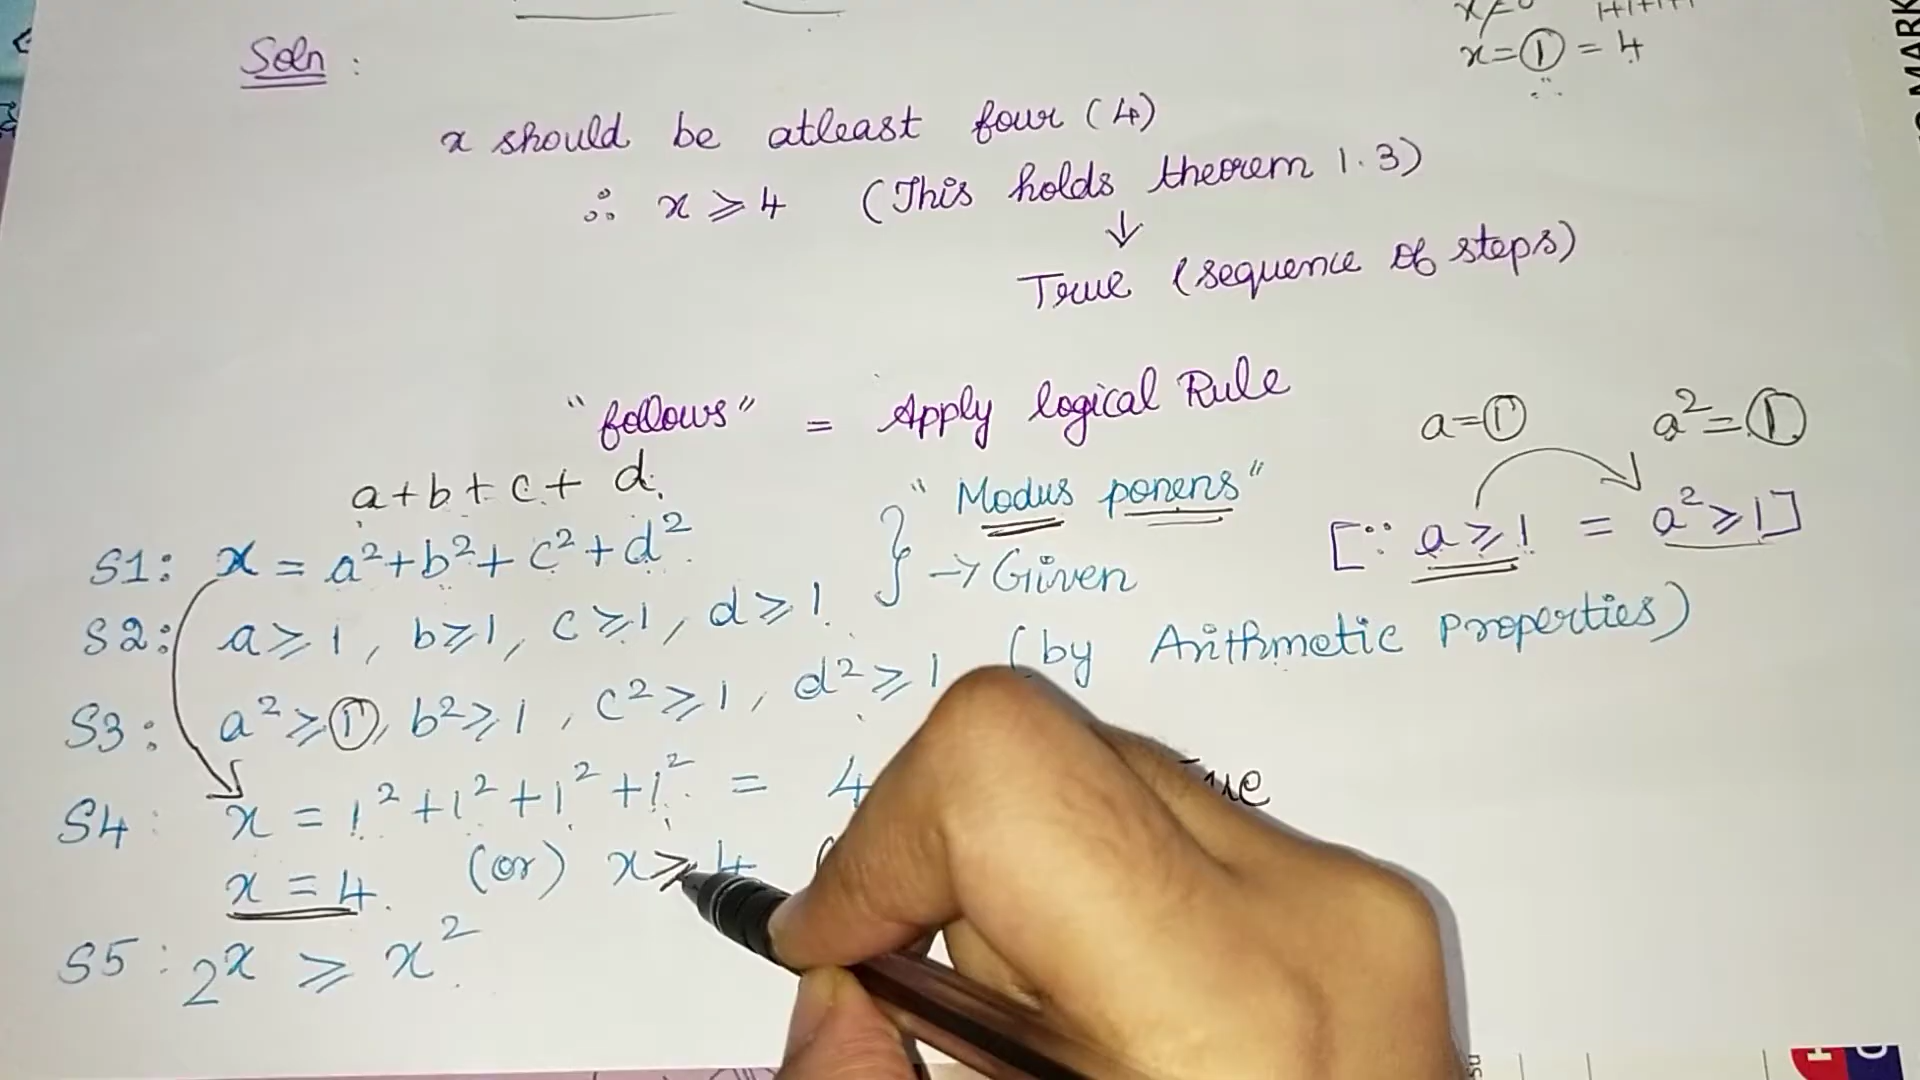 x = ① = 4
Soln :
x should be atleast four (4)
∴ x ⩾ 4 (This holds theorem 1.3)
↓
True (sequence of steps)
"follows" = Apply logical Rule
a=① a²=①
a+b+c+d
"Modus ponens"
[∵ a⩾1 = a²⩾1]
S1: x = a²+b²+c²+d²
→ Given
S2: a⩾1, b⩾1, c⩾1, d⩾1
S3: a²⩾①, b²⩾1, c²⩾1, d²⩾1 (by Arithmetic Properties)
S4: x = 1²+1²+1²+1² = 4
x = 4. (or) x⩾4
S5: 2ˣ ⩾ x²